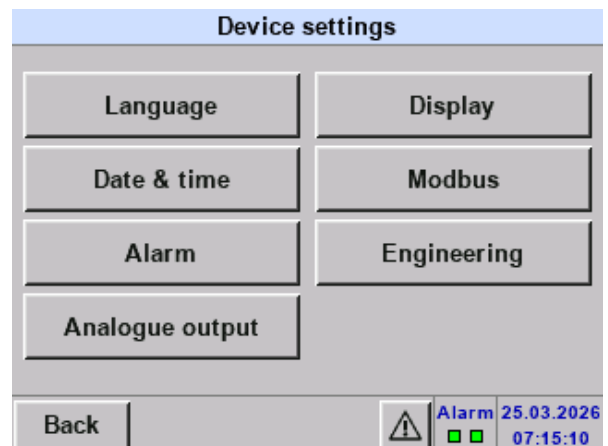 Device settings
Language
Display
Date & time
Modbus
Alarm
Engineering
Analogue output
Back
Alarm
25.03.2026
07:15:10